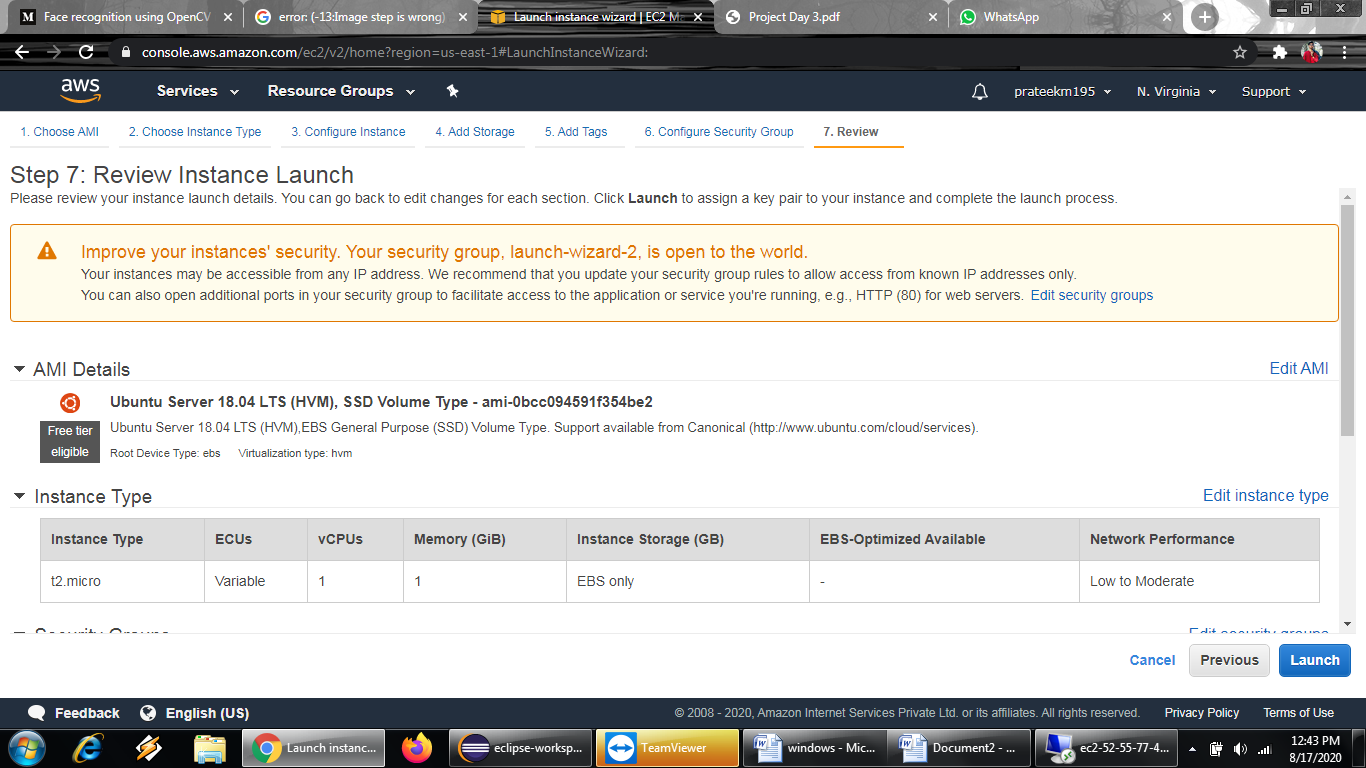 Face recognition using OpenCV
error: (-13:Image step is wrong)
Launch instance wizard | EC2 M
Project Day 3.pdf
WhatsApp
console.aws.amazon.com/ec2/v2/home?region=us-east-1#LaunchInstanceWizard:
aws Services Resource Groups prateekm195 N. Virginia Support
1. Choose AMI 2. Choose Instance Type 3. Configure Instance 4. Add Storage 5. Add Tags 6. Configure Security Group 7. Review
Step 7: Review Instance Launch
Please review your instance launch details. You can go back to edit changes for each section. Click Launch to assign a key pair to your instance and complete the launch process.
Improve your instances' security. Your security group, launch-wizard-2, is open to the world.
Your instances may be accessible from any IP address. We recommend that you update your security group rules to allow access from known IP addresses only.
You can also open additional ports in your security group to facilitate access to the application or service you're running, e.g., HTTP (80) for web servers. Edit security groups
AMI Details Edit AMI
Ubuntu Server 18.04 LTS (HVM), SSD Volume Type - ami-0bcc094591f354be2
Free tier eligible
Ubuntu Server 18.04 LTS (HVM),EBS General Purpose (SSD) Volume Type. Support available from Canonical (http://www.ubuntu.com/cloud/services).
Root Device Type: ebs Virtualization type: hvm
Instance Type Edit instance type
Instance Type ECUs vCPUs Memory (GiB) Instance Storage (GB) EBS-Optimized Available Network Performance
t2.micro Variable 1 1 EBS only - Low to Moderate
Security Groups Edit security groups
Cancel Previous Launch
Feedback English (US) © 2008 - 2020, Amazon Internet Services Private Ltd. or its affiliates. All rights reserved. Privacy Policy Terms of Use
Launch instanc... eclipse-worksp... TeamViewer windows - Mic... Document2 - ... ec2-52-55-77-4...
12:43 PM
8/17/2020